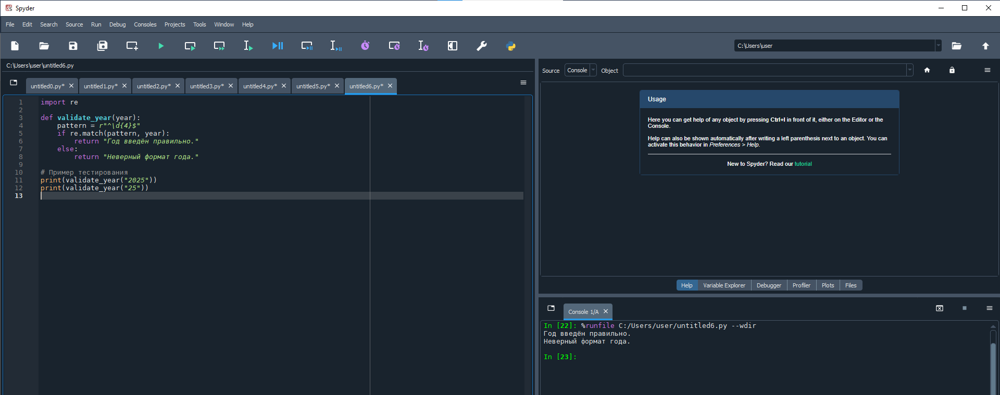 Spyder
File Edit Search Source Run Debug Consoles Projects Tools Window Help
C:\Users\user
C:\Users\user\untitled6.py
untitled0.py* untitled1.py* untitled2.py* untitled3.py* untitled4.py* untitled5.py* untitled6.py*
1 import re
2
3 def validate_year(year):
4     pattern = r"^\d{4}$"
5     if re.match(pattern, year):
6         return "Год введён правильно."
7     else:
8         return "Неверный формат года."
9
10 # Пример тестирования
11 print(validate_year("2025"))
12 print(validate_year("25"))
13
Source Console Object
Usage
Here you can get help of any object by pressing Ctrl+I in front of it, either on the Editor or the
Console.
Help can also be shown automatically after writing a left parenthesis next to an object. You can
activate this behavior in Preferences > Help.
New to Spyder? Read our tutorial
Help Variable Explorer Debugger Profiler Plots Files
Console 1/A
In [22]: %runfile C:/Users/user/untitled6.py --wdir
Год введён правильно.
Неверный формат года.
In [23]: